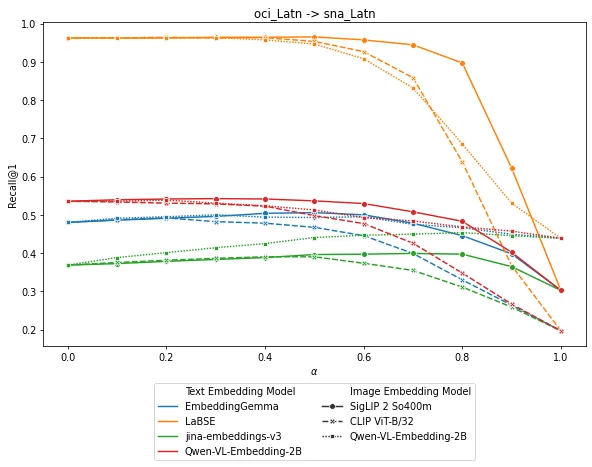 oci_Latn -> sna_Latn
Recall@1
1.0
0.9
0.8
0.7
0.6
0.5
0.4
0.3
0.2
0.0 0.2 0.4 0.6 0.8 1.0
α
Text Embedding Model Image Embedding Model
EmbeddingGemma SigLIP 2 So400m
LaBSE CLIP ViT-B/32
jina-embeddings-v3 Qwen-VL-Embedding-2B
Qwen-VL-Embedding-2B